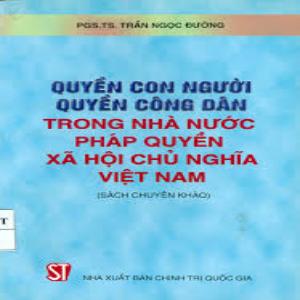 PGS.TS. TRẦN NGỌC ĐƯỜNG
QUYỀN CON NGƯỜI
QUYỀN CÔNG DÂN
TRONG NHÀ NƯỚC
PHÁP QUYỀN
XÃ HỘI CHỦ NGHĨA
VIỆT NAM
(SÁCH CHUYÊN KHẢO)
T
ST
NHÀ XUẤT BẢN CHÍNH TRỊ QUỐC GIA